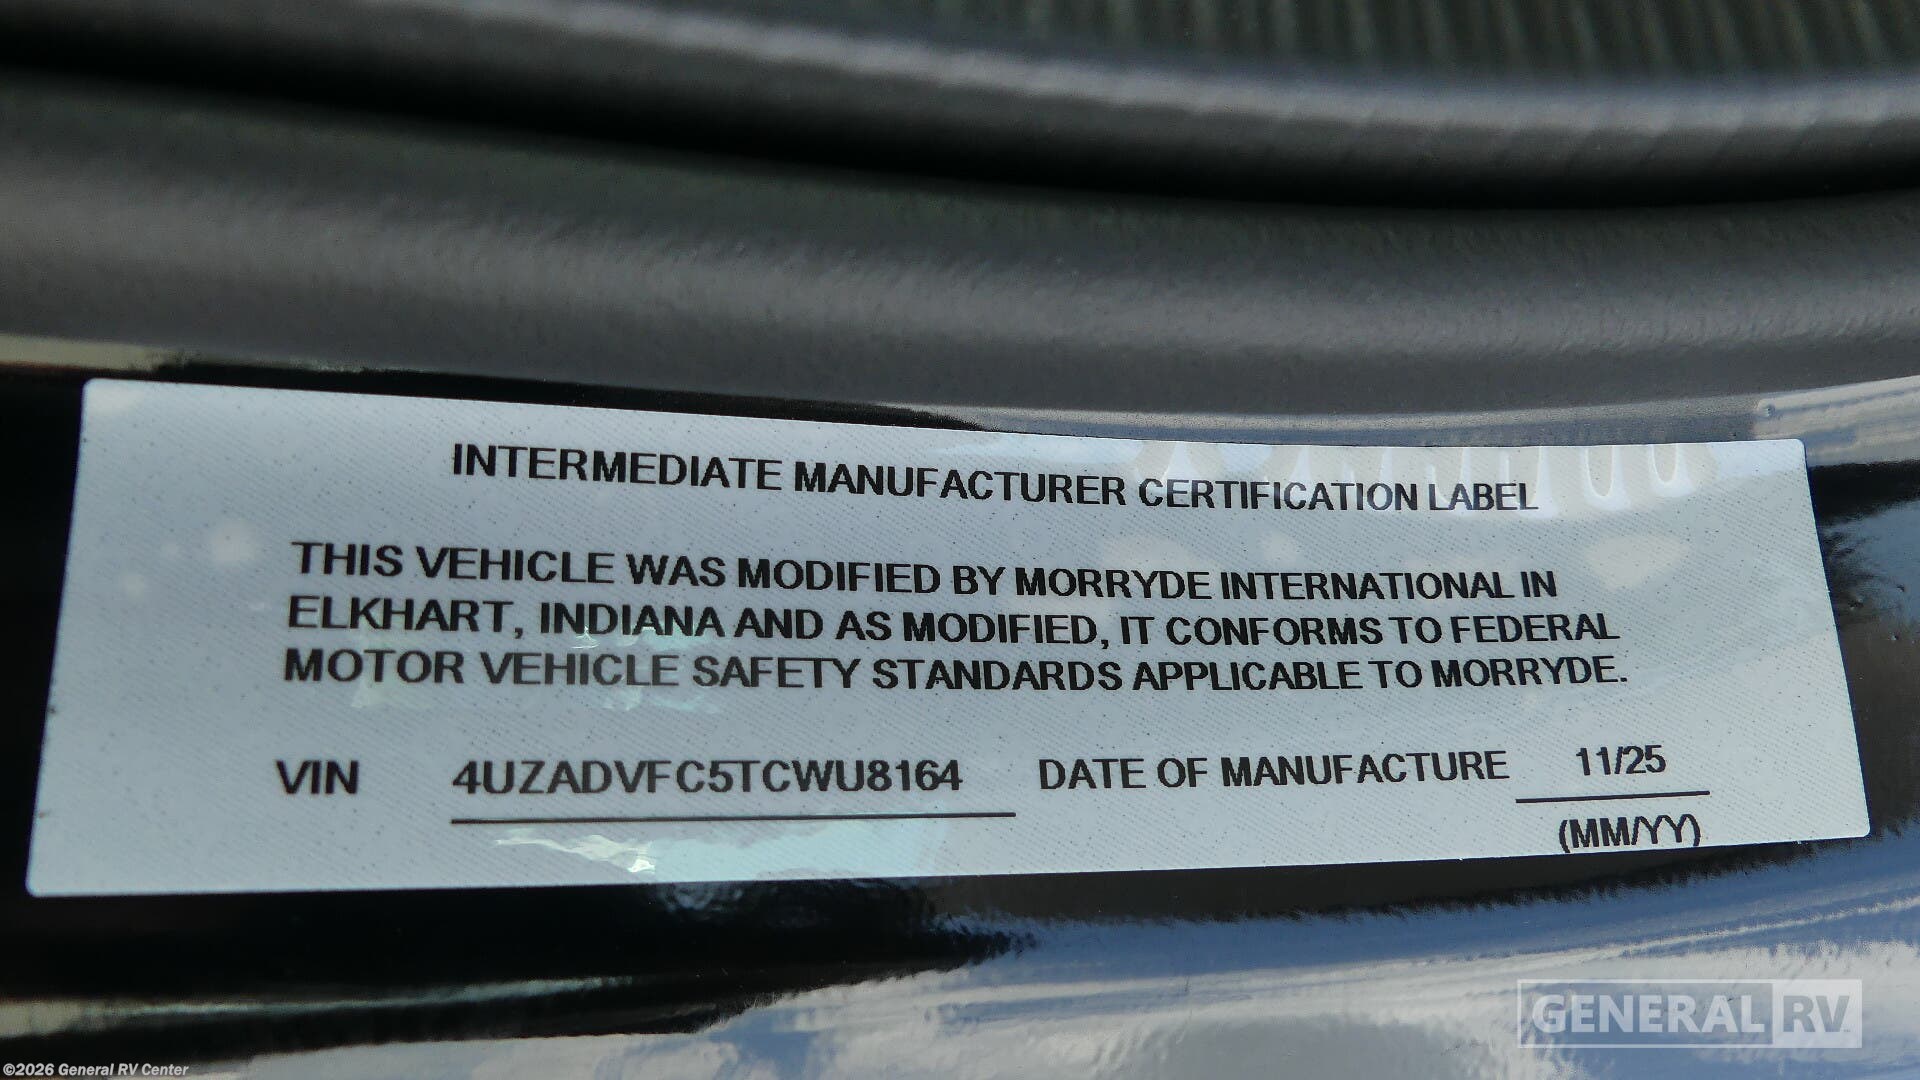 INTERMEDIATE MANUFACTURER CERTIFICATION LABEL
THIS VEHICLE WAS MODIFIED BY MORRYDE INTERNATIONAL IN
ELKHART, INDIANA AND AS MODIFIED, IT CONFORMS TO FEDERAL
MOTOR VEHICLE SAFETY STANDARDS APPLICABLE TO MORRYDE.
VIN 4UZADVFC5TCWU8164 DATE OF MANUFACTURE 11/25
(MM/YY)
GENERAL RV
©2026 General RV Center